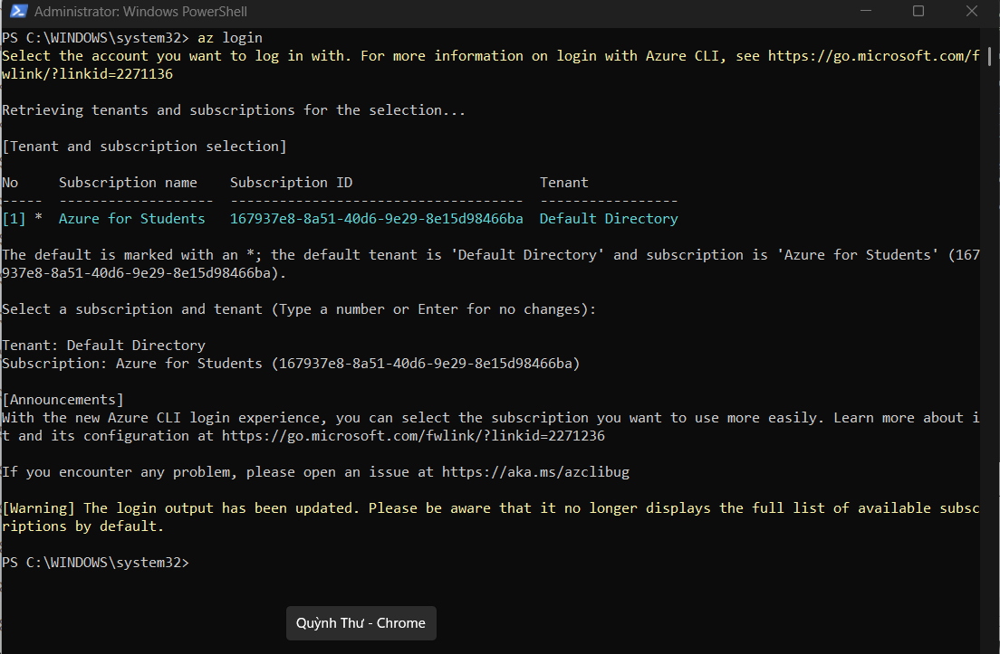 Administrator: Windows PowerShell
PS C:\WINDOWS\system32> az login
Select the account you want to log in with. For more information on login with Azure CLI, see https://go.microsoft.com/f
wlink/?linkid=2271136
Retrieving tenants and subscriptions for the selection...
[Tenant and subscription selection]
No     Subscription name    Subscription ID                       Tenant
-----  -------------------  ------------------------------------  -----------------
[1] *  Azure for Students   167937e8-8a51-40d6-9e29-8e15d98466ba  Default Directory
The default is marked with an *; the default tenant is 'Default Directory' and subscription is 'Azure for Students' (167
937e8-8a51-40d6-9e29-8e15d98466ba).
Select a subscription and tenant (Type a number or Enter for no changes):
Tenant: Default Directory
Subscription: Azure for Students (167937e8-8a51-40d6-9e29-8e15d98466ba)
[Announcements]
With the new Azure CLI login experience, you can select the subscription you want to use more easily. Learn more about i
t and its configuration at https://go.microsoft.com/fwlink/?linkid=2271236
If you encounter any problem, please open an issue at https://aka.ms/azclibug
[Warning] The login output has been updated. Please be aware that it no longer displays the full list of available subsc
riptions by default.
PS C:\WINDOWS\system32>
Quỳnh Thư - Chrome